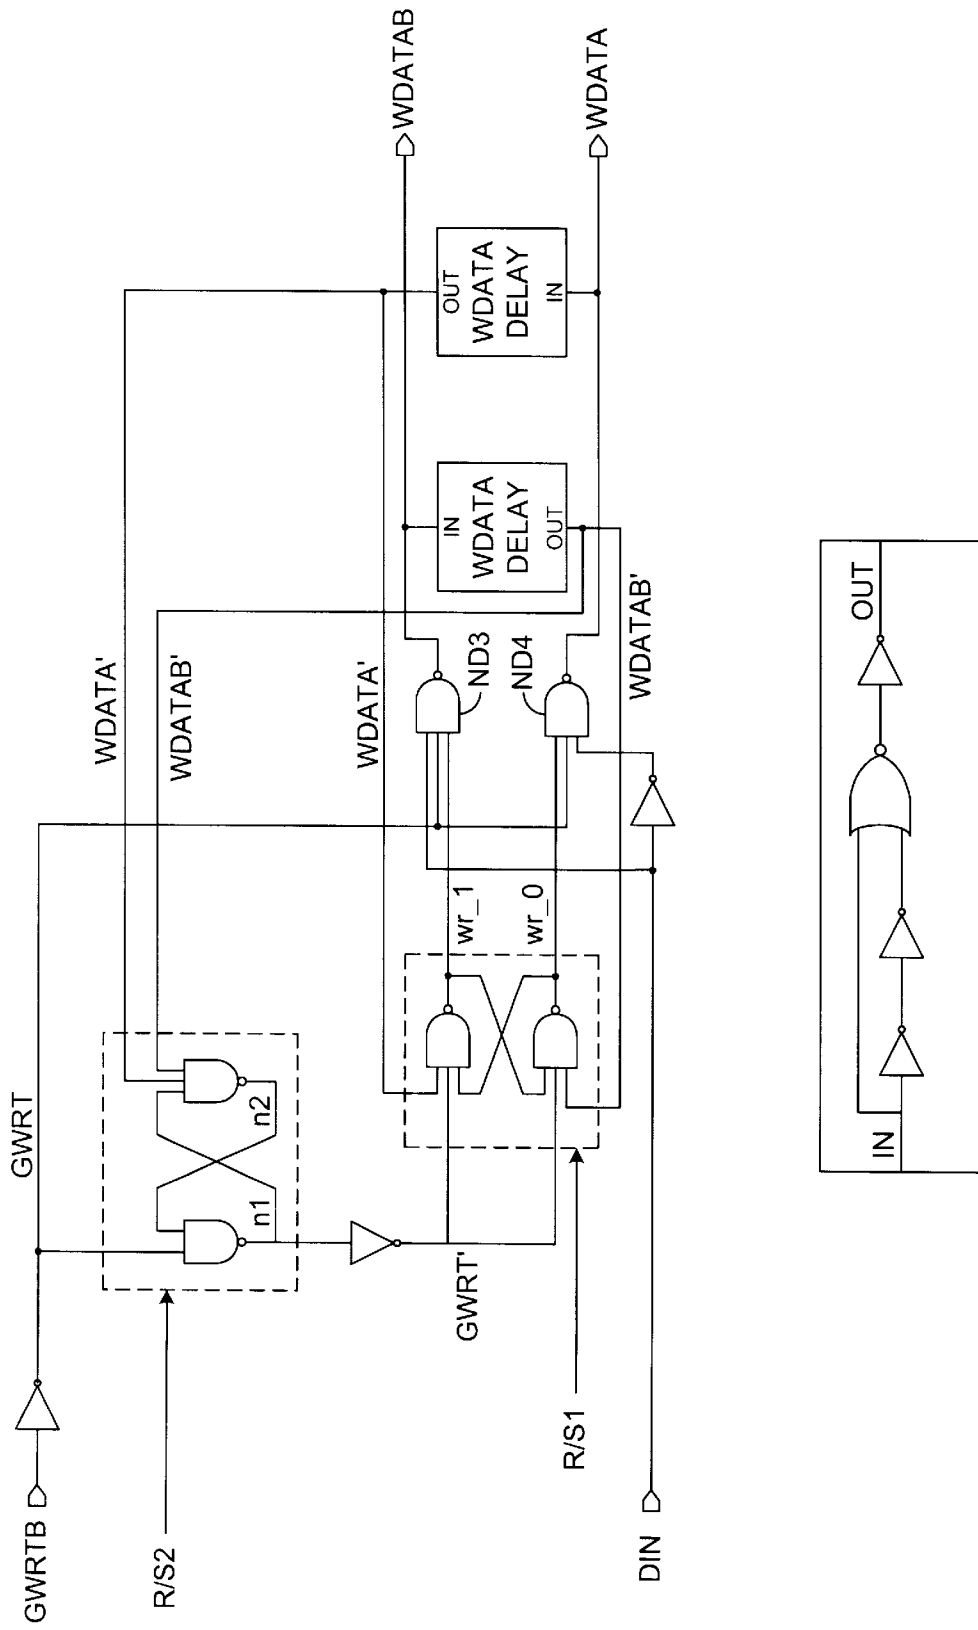 GWRTB
GWRT
WDATA'
WDATAB'
R/S2
n1
n2
GWRT'
WDATA'
R/S1
wr_1
wr_0
ND3
ND4
WDATAB'
IN
WDATA
DELAY
OUT
OUT
WDATA
DELAY
IN
WDATAB
WDATA
DIN
IN
OUT